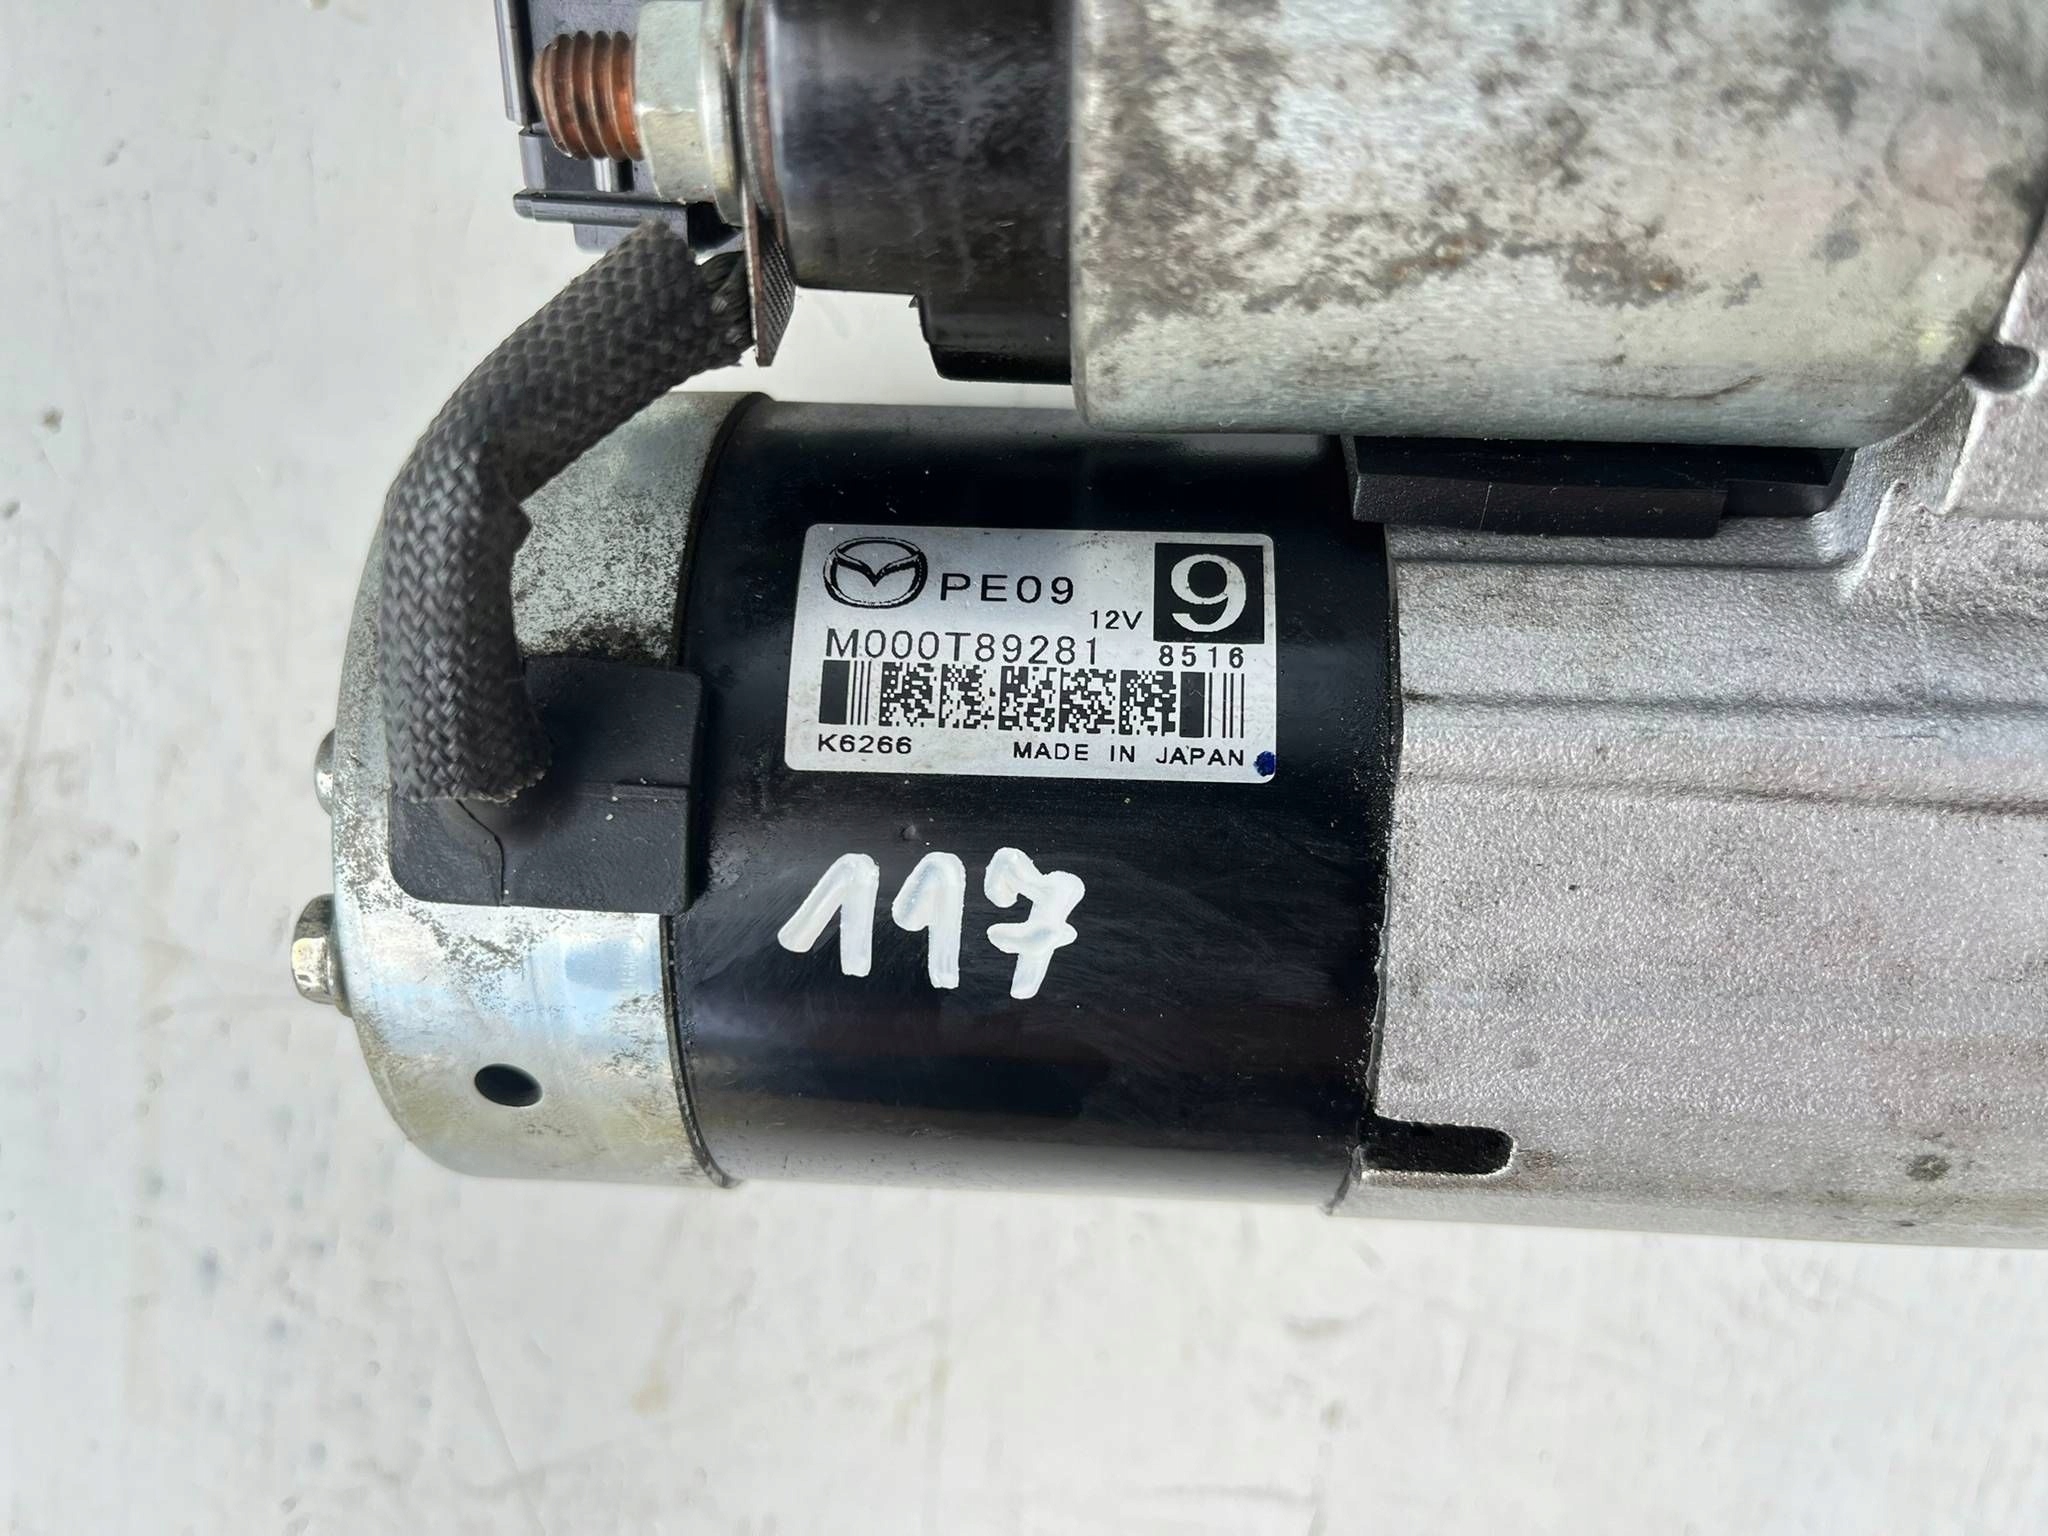 PE09
12V
9
M000T89281
8516
K6266
MADE IN JAPAN
117